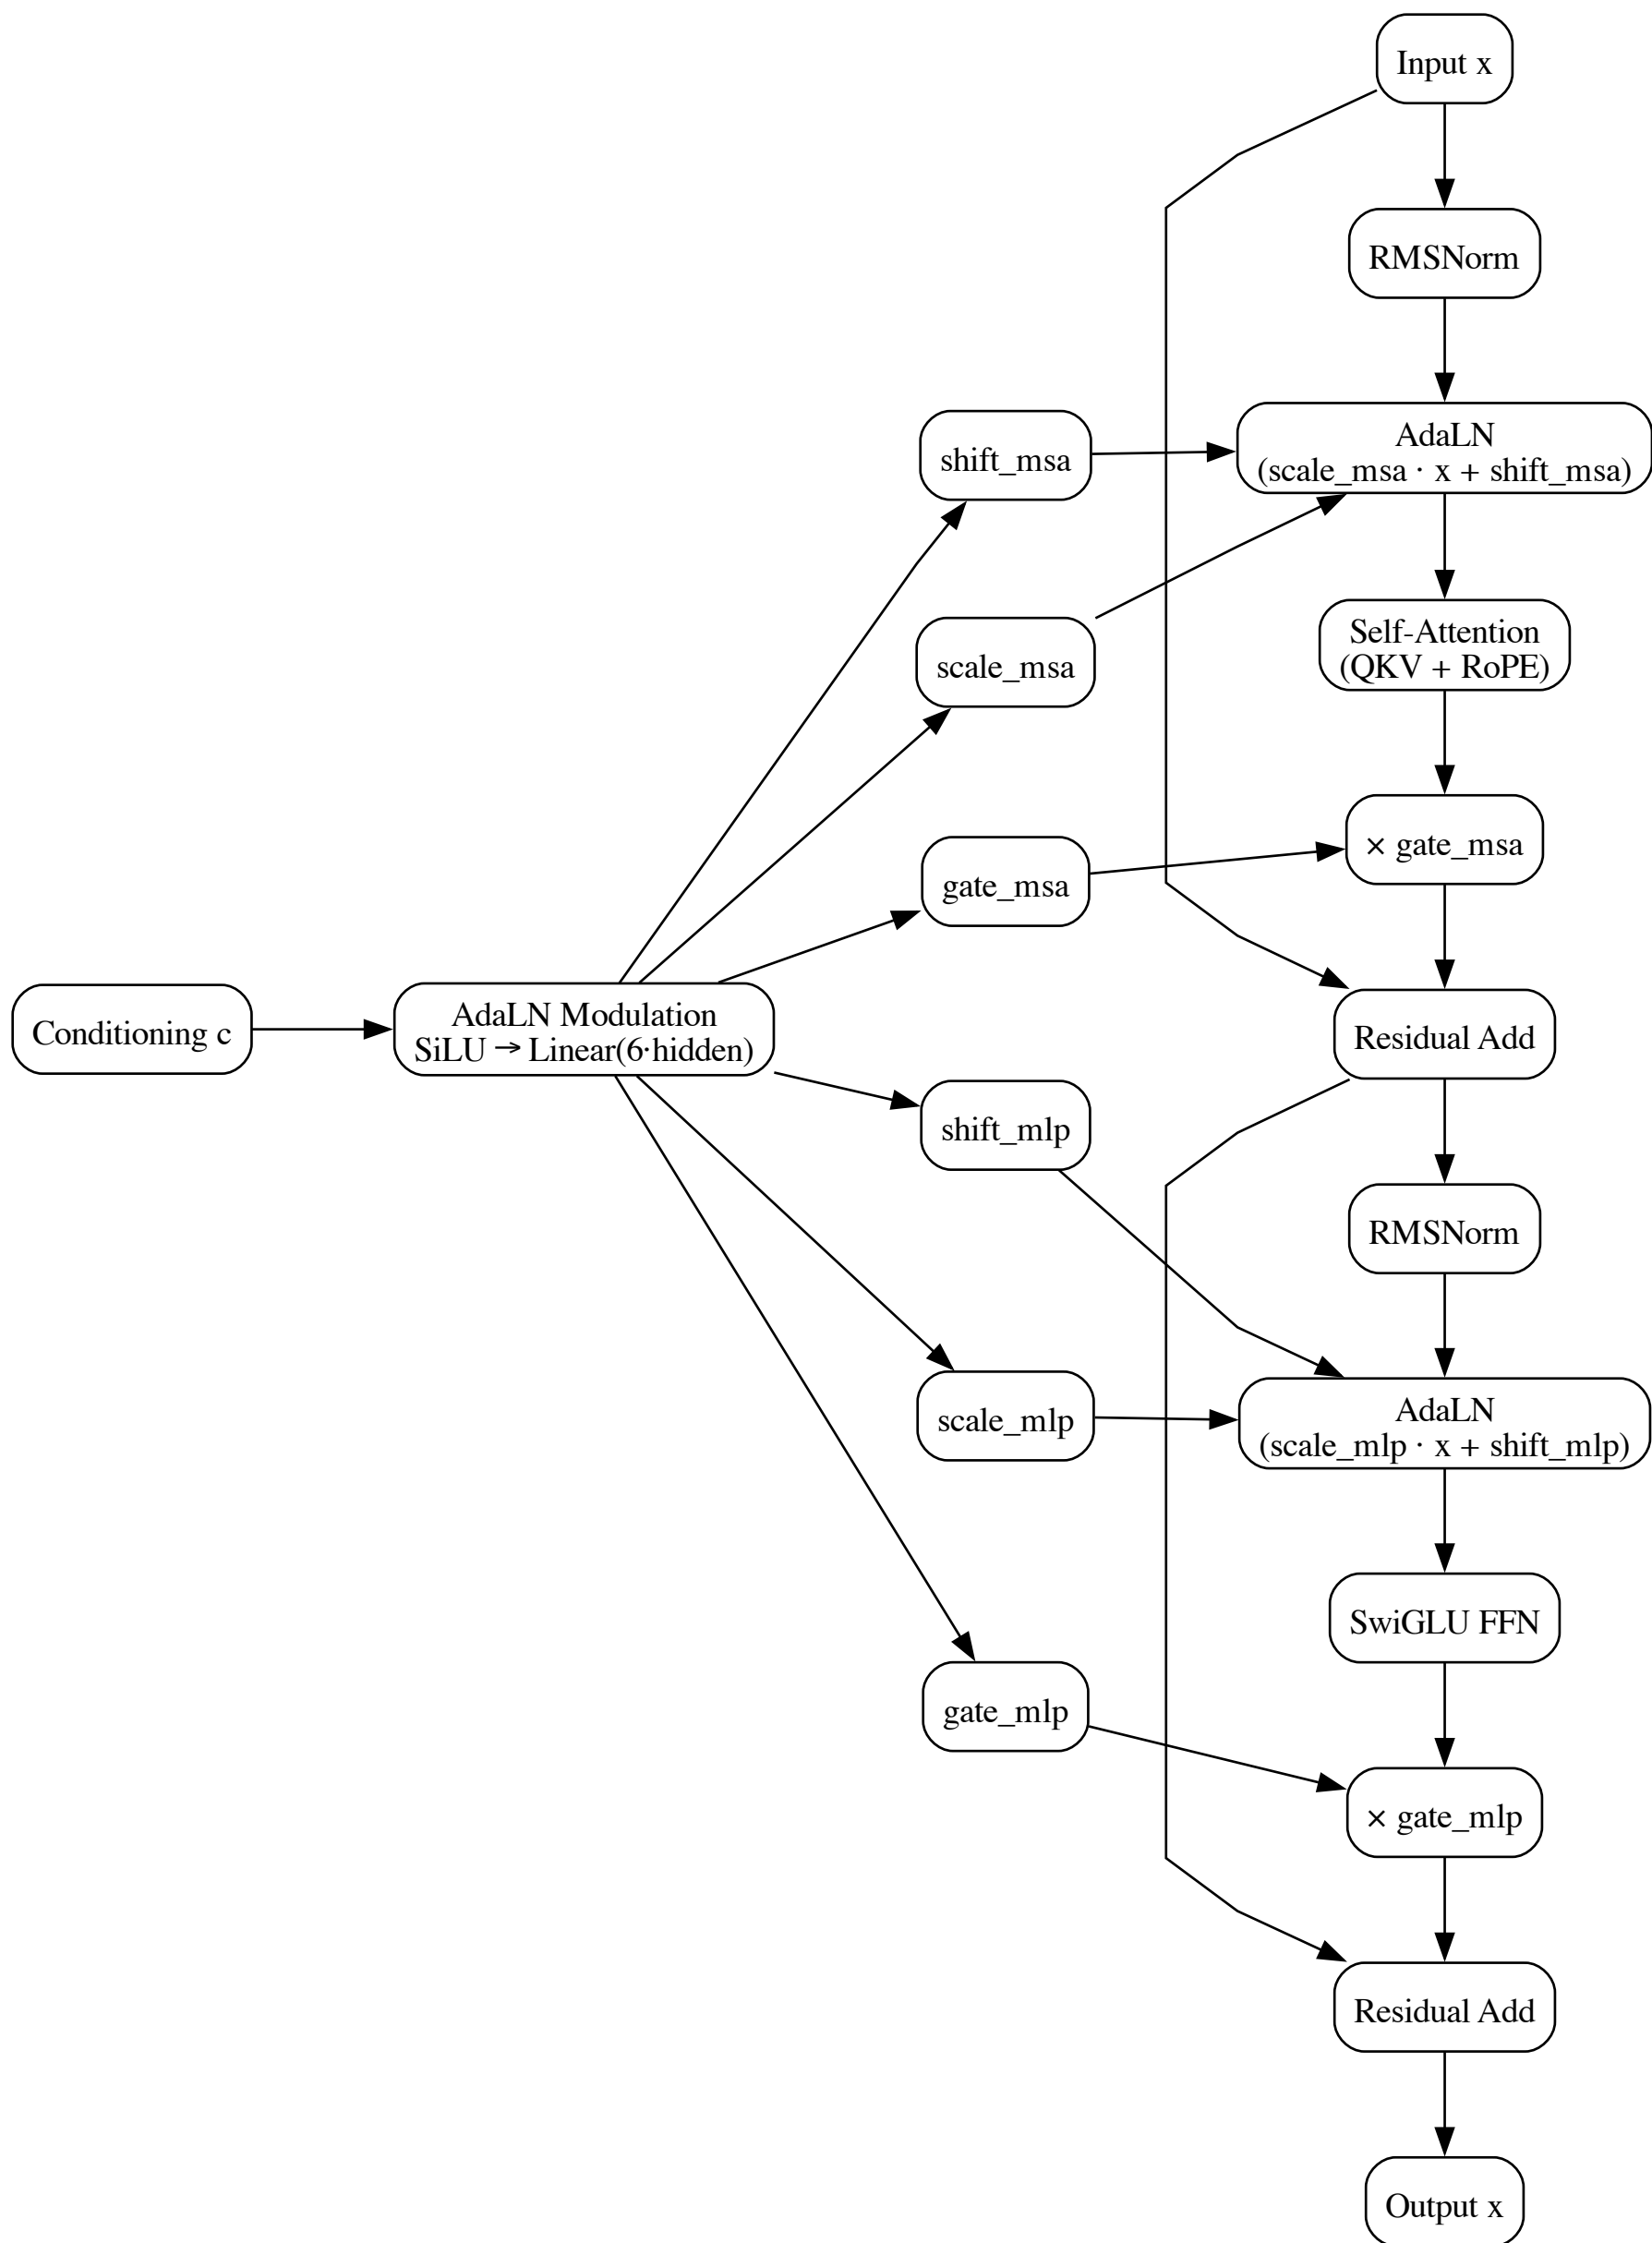 Input x
RMSNorm
AdaLN
(scale_msa · x + shift_msa)
shift_msa
Self-Attention
(QKV + RoPE)
scale_msa
× gate_msa
gate_msa
Conditioning c
AdaLN Modulation
SiLU → Linear(6·hidden)
Residual Add
shift_mlp
RMSNorm
AdaLN
(scale_mlp · x + shift_mlp)
scale_mlp
SwiGLU FFN
gate_mlp
× gate_mlp
Residual Add
Output x